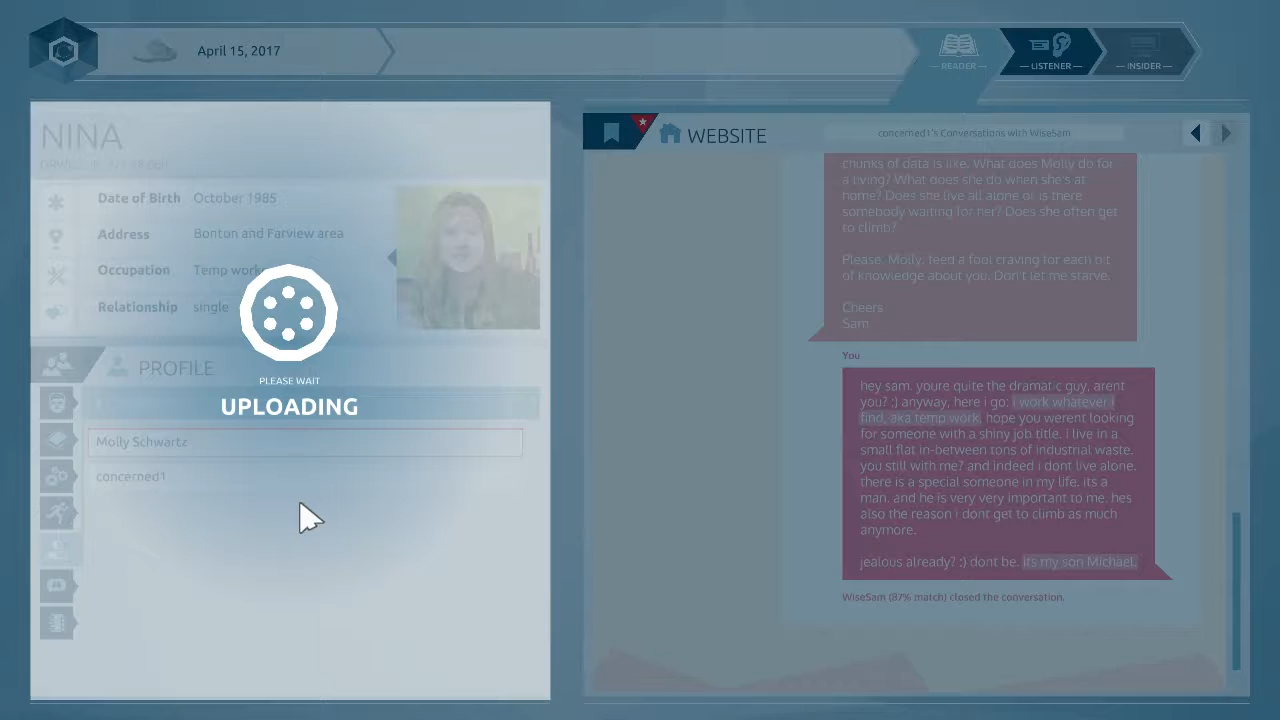 April 15, 2017
— READER —
— LISTENER —
— INSIDER —
NINA
Date of Birth October 1985
Address Bonton and Farview area
Occupation Temp work
Relationship single
PROFILE
PLEASE WAIT
UPLOADING
Molly Schwartz
concerned1
WEBSITE
concerned1's Conversations with WiseSam
chunks of data is like. What does Molly do for
a living? What does she do when she's at
home? Does she live all alone or is there
somebody waiting for her? Does she often get
to climb?
Please, Molly, feed a fool craving for each bit
of knowledge about you. Don't let me starve.
Cheers
Sam
You
hey sam. youre quite the dramatic guy, arent
you? :) anyway, here i go: i work whatever i
find, aka temp work, hope you werent looking
for someone with a shiny job title. i live in a
small flat in-between tons of industrial waste.
you still with me? and indeed i dont live alone.
there is a special someone in my life. its a
man. and he is very very important to me. hes
also the reason i dont get to climb as much
anymore.
jealous already? :) dont be. its my son Michael.
WiseSam (87% match) closed the conversation.